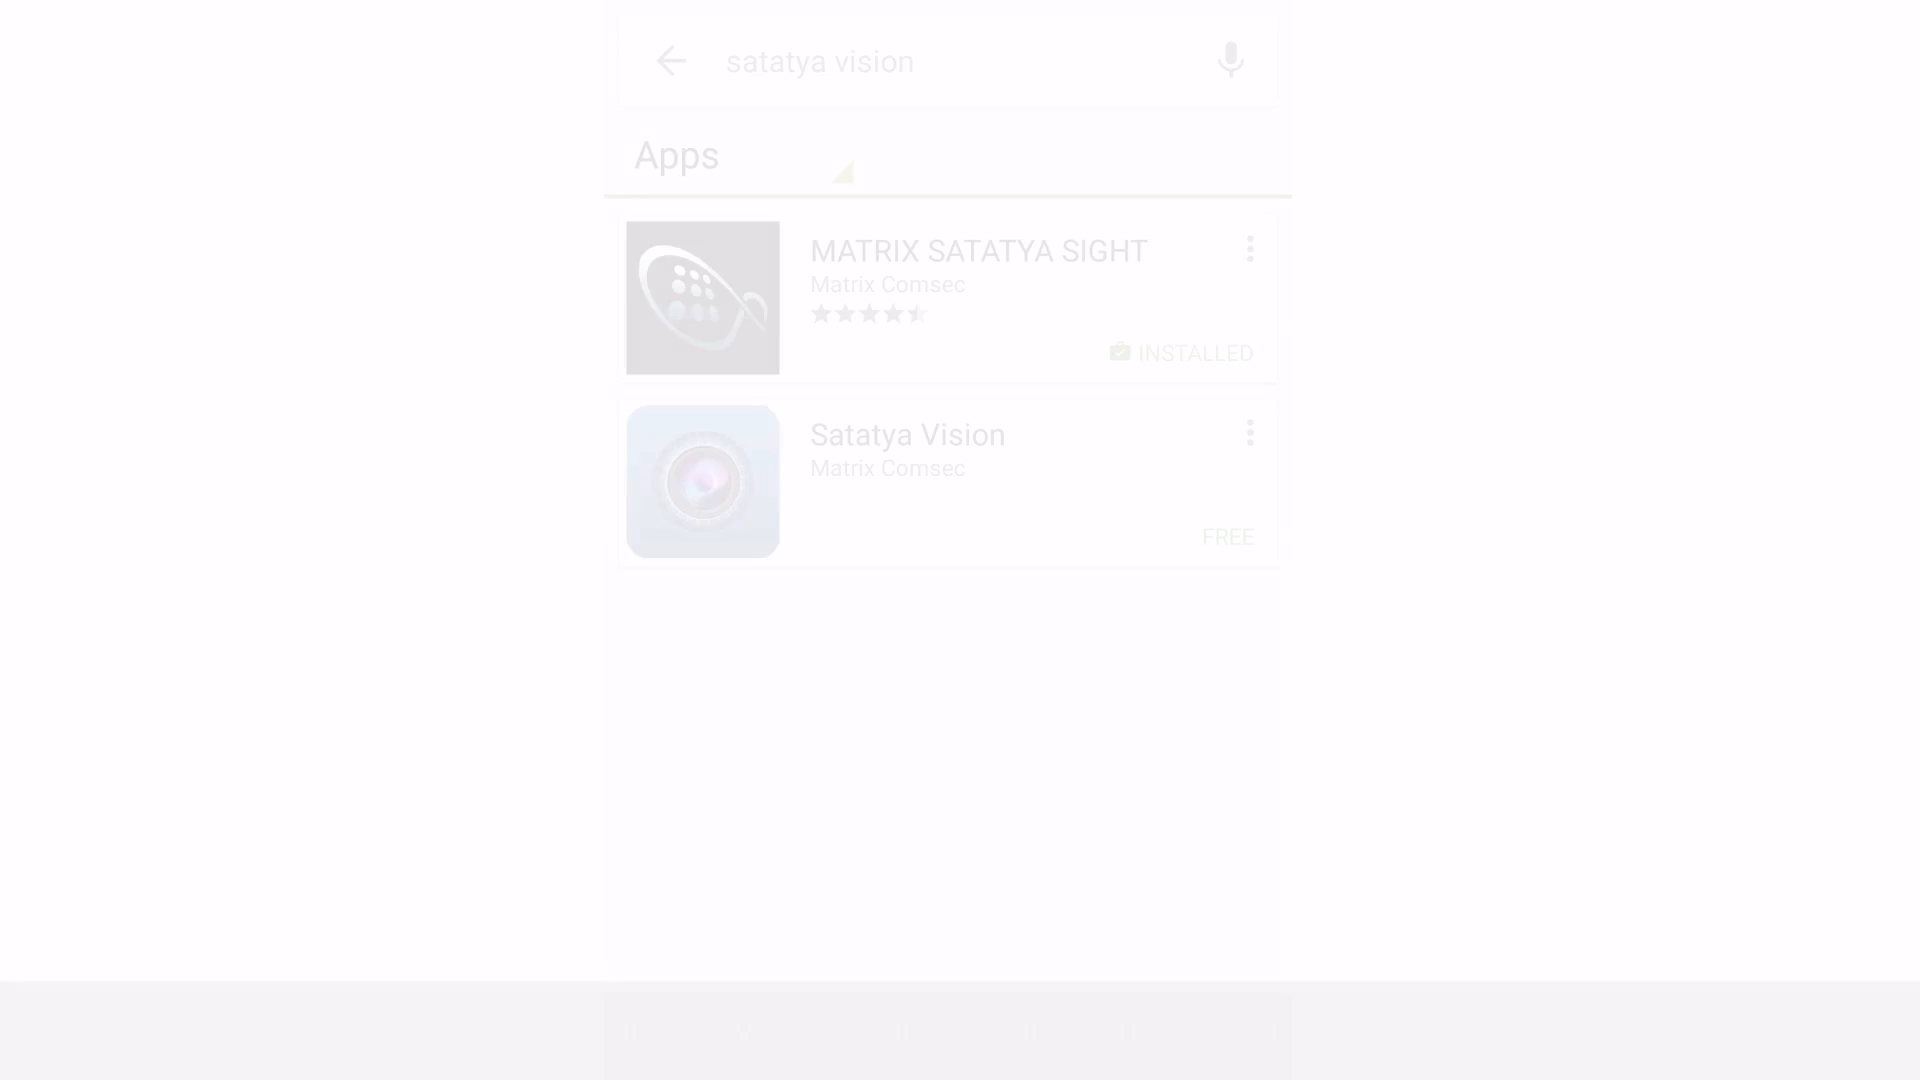 satatya vision
Apps
MATRIX SATATYA SIGHT
Matrix Comsec
INSTALLED
Satatya Vision
Matrix Comsec
FREE